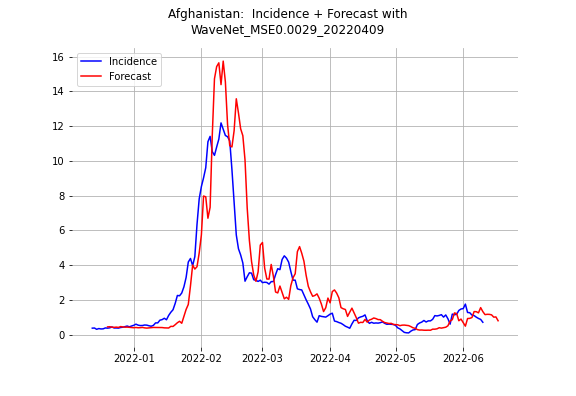 Afghanistan:  Incidence + Forecast with
WaveNet_MSE0.0029_20220409
Incidence
Forecast
16
14
12
10
8
6
4
2
0
2022-01 2022-02 2022-03 2022-04 2022-05 2022-06